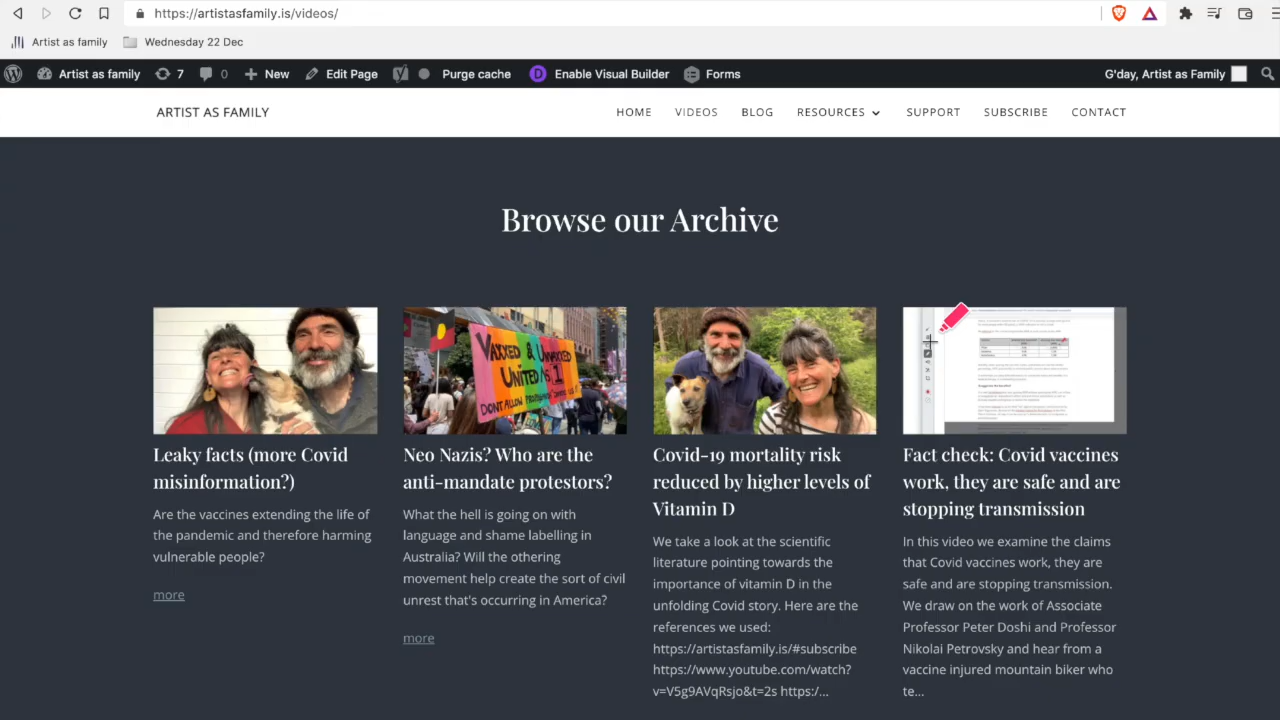 https://artistasfamily.is/videos/
Artist as family
Wednesday 22 Dec
Artist as family 7 0 New Edit Page Purge cache Enable Visual Builder Forms G'day, Artist as Family
ARTIST AS FAMILY
HOME VIDEOS BLOG RESOURCES SUPPORT SUBSCRIBE CONTACT
Browse our Archive
VAXXED & UNVAXXED
UNITED AS 1
DONT ALLOW
Leaky facts (more Covid
misinformation?)
Are the vaccines extending the life of
the pandemic and therefore harming
vulnerable people?
more
Neo Nazis? Who are the
anti-mandate protestors?
What the hell is going on with
language and shame labelling in
Australia? Will the othering
movement help create the sort of civil
unrest that's occurring in America?
more
Covid-19 mortality risk
reduced by higher levels of
Vitamin D
We take a look at the scientific
literature pointing towards the
importance of vitamin D in the
unfolding Covid story. Here are the
references we used:
https://artistasfamily.is/#subscribe
https://www.youtube.com/watch?
v=V5g9AVqRsjo&t=2s https:/...
Fact check: Covid vaccines
work, they are safe and are
stopping transmission
In this video we examine the claims
that Covid vaccines work, they are
safe and are stopping transmission.
We draw on the work of Associate
Professor Peter Doshi and Professor
Nikolai Petrovsky and hear from a
vaccine injured mountain biker who
te...